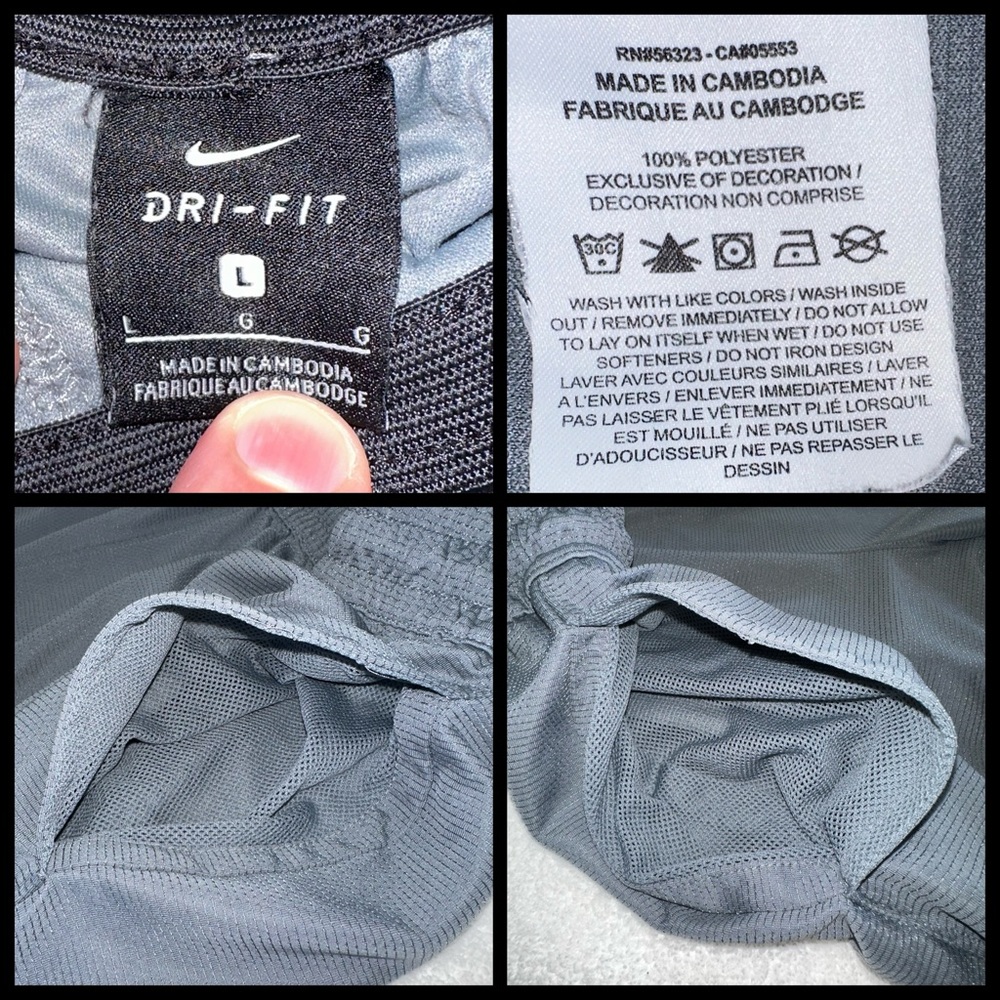 DRI-FIT
L
L G G
MADE IN CAMBODIA
FABRIQUE AU CAMBODGE
RN#56323 - CA#05553
MADE IN CAMBODIA
FABRIQUE AU CAMBODGE
100% POLYESTER
EXCLUSIVE OF DECORATION /
DECORATION NON COMPRISE
30C
WASH WITH LIKE COLORS / WASH INSIDE
OUT / REMOVE IMMEDIATELY / DO NOT ALLOW
TO LAY ON ITSELF WHEN WET / DO NOT USE
SOFTENERS / DO NOT IRON DESIGN
LAVER AVEC COULEURS SIMILAIRES / LAVER
A L'ENVERS / ENLEVER IMMEDIATEMENT / NE
PAS LAISSER LE VÊTEMENT PLIÉ LORSQU'IL
EST MOUILLÉ / NE PAS UTILISER
D'ADOUCISSEUR / NE PAS REPASSER LE
DESSIN